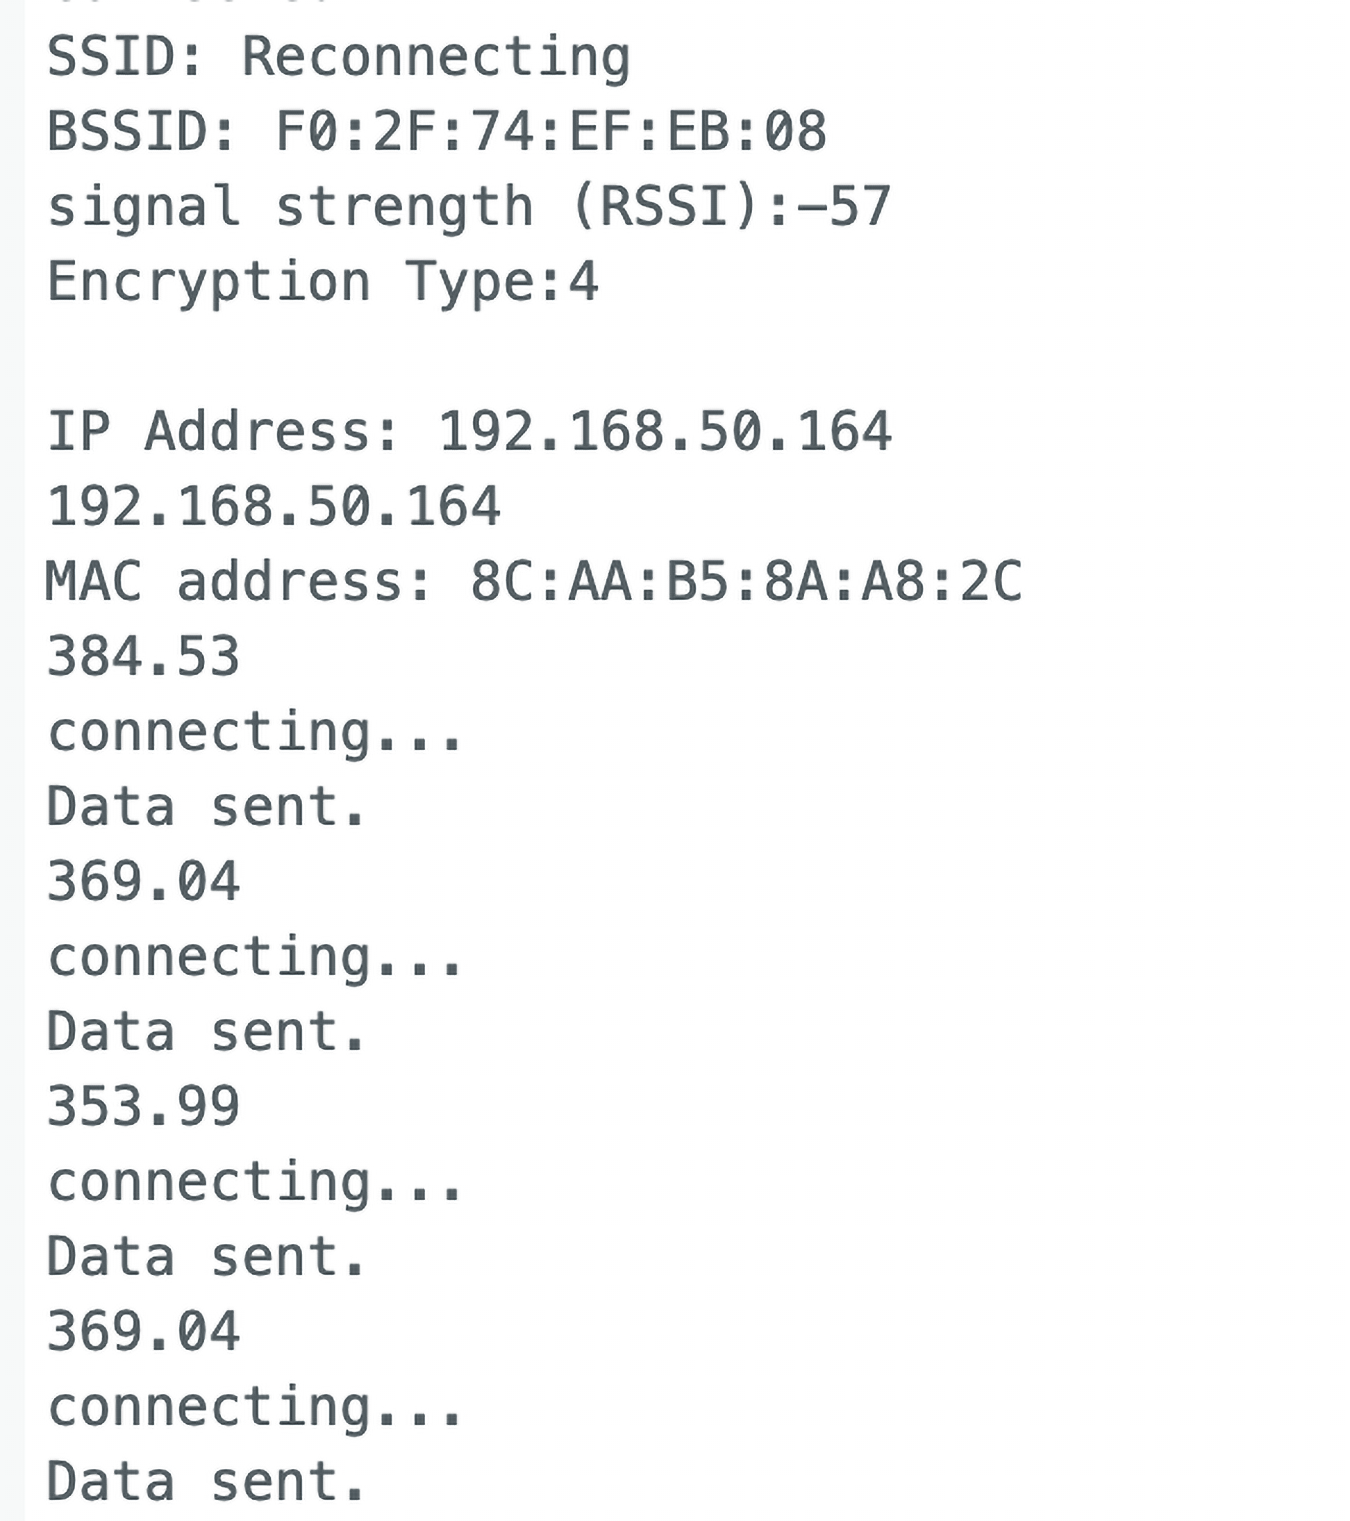 SSID: Reconnecting
BSSID: F0:2F:74:EF:EB:08
signal strength (RSSI):-57
Encryption Type:4
IP Address: 192.168.50.164
192.168.50.164
MAC address: 8C:AA:B5:8A:A8:2C
384.53
connecting...
Data sent.
369.04
connecting...
Data sent.
353.99
connecting...
Data sent.
369.04
connecting...
Data sent.